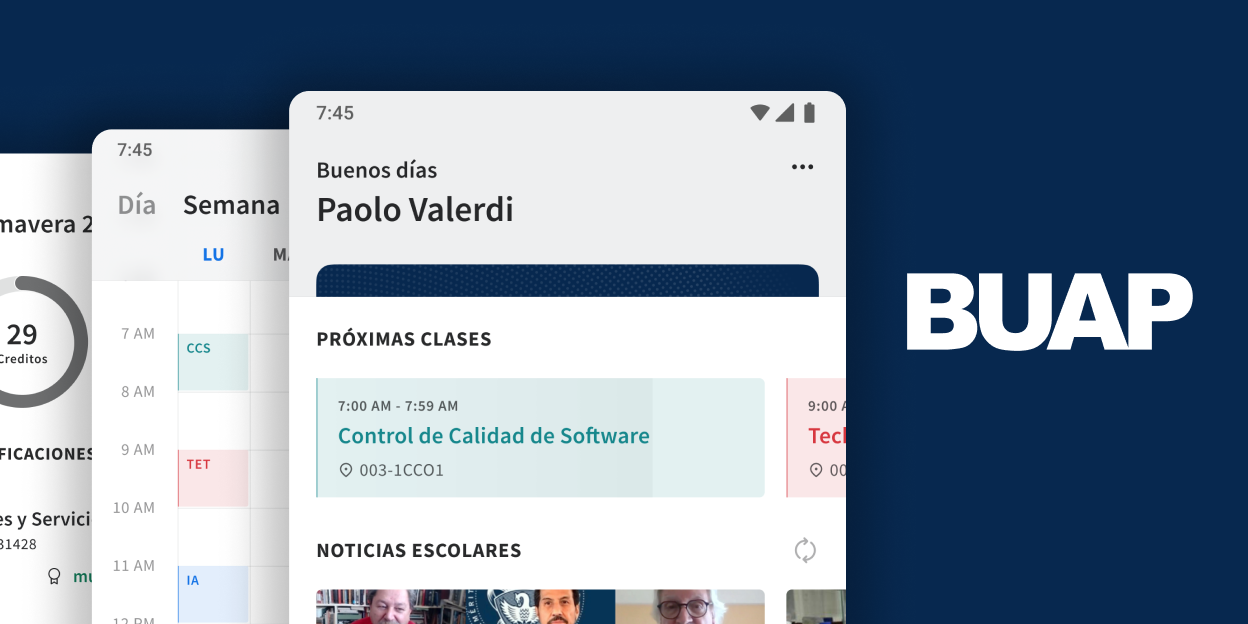 mavera 2
29
Creditos
FICACIONES
es y Servici
31428
mu
7:45
Día
Semana
LU
MA
7 AM
CCS
8 AM
9 AM
TET
10 AM
11 AM
IA
12 PM
7:45
Buenos días
Paolo Valerdi
PRÓXIMAS CLASES
7:00 AM - 7:59 AM
Control de Calidad de Software
003-1CCO1
9:00 A
Tecl
00
NOTICIAS ESCOLARES
BUAP